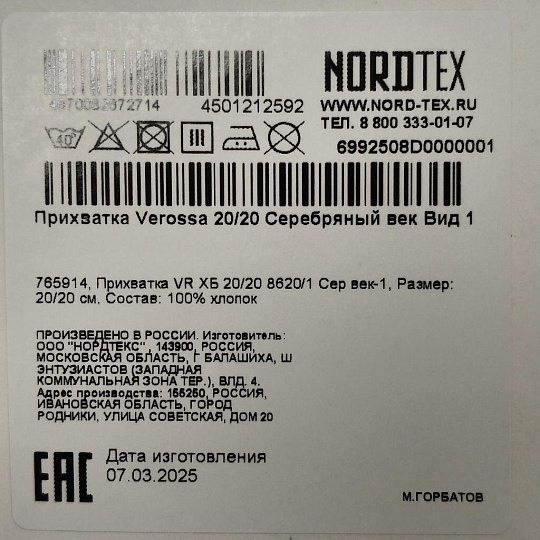 NORDTEX
4501212592
WWW.NORD-TEX.RU
ТЕЛ. 8 800 333-01-07
40°
6992508D0000001
Прихватка Verossa 20/20 Серебряный век Вид 1
765914, Прихватка VR ХБ 20/20 8620/1 Сер век-1, Размер:
20/20 см, Состав: 100% хлопок
ПРОИЗВЕДЕНО В РОССИИ. Изготовитель:
ООО "НОРДТЕКС" , 143900, РОССИЯ,
МОСКОВСКАЯ ОБЛАСТЬ, Г БАЛАШИХА, Ш
ЭНТУЗИАСТОВ (ЗАПАДНАЯ
КОММУНАЛЬНАЯ ЗОНА ТЕР.), ВЛД. 4.
Адрес производства: 155250, РОССИЯ,
ИВАНОВСКАЯ ОБЛАСТЬ, ГОРОД
РОДНИКИ, УЛИЦА СОВЕТСКАЯ, ДОМ 20
ЕАС
Дата изготовления
07.03.2025
М.ГОРБАТОВ